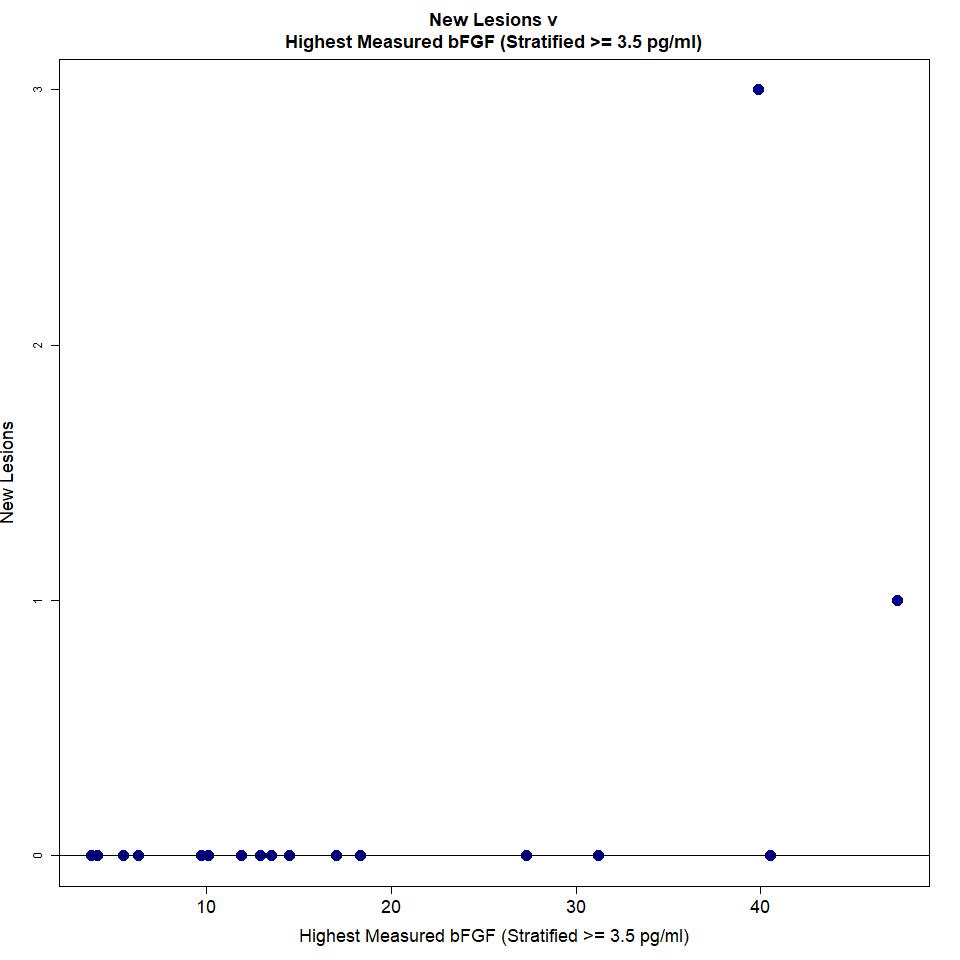 New Lesions v
Highest Measured bFGF (Stratified >= 3.5 pg/ml)
3
2
1
0
New Lesions
10 20 30 40
Highest Measured bFGF (Stratified >= 3.5 pg/ml)